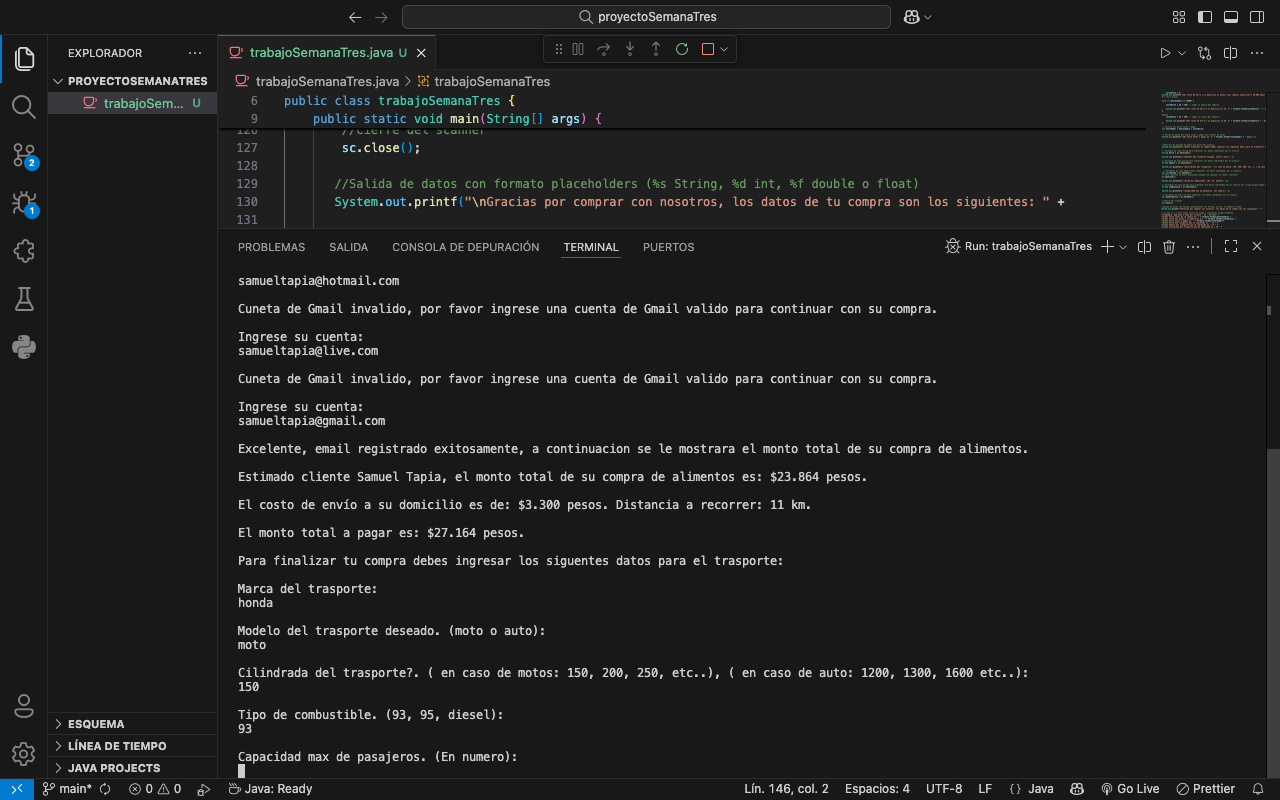 proyectoSemanaTres
EXPLORADOR
PROYECTOSEMANATRES
trabajoSem... U
trabajoSemanaTres.java U
trabajoSemanaTres.java > trabajoSemanaTres
6 public class trabajoSemanaTres {
9 public static void main(String[] args) {
126 //Cierre del scanner
127 sc.close();
128
129 //Salida de datos con formato placeholders (%s String, %d int, %f double o float)
130 System.out.printf("\nGracias por comprar con nosotros, los datos de tu compra son los siguientes: " +
131
PROBLEMAS SALIDA CONSOLA DE DEPURACIÓN TERMINAL PUERTOS
Run: trabajoSemanaTres
samueltapia@hotmail.com
Cuneta de Gmail invalido, por favor ingrese una cuenta de Gmail valido para continuar con su compra.
Ingrese su cuenta:
samueltapia@live.com
Cuneta de Gmail invalido, por favor ingrese una cuenta de Gmail valido para continuar con su compra.
Ingrese su cuenta:
samueltapia@gmail.com
Excelente, email registrado exitosamente, a continuacion se le mostrara el monto total de su compra de alimentos.
Estimado cliente Samuel Tapia, el monto total de su compra de alimentos es: $23.864 pesos.
El costo de envío a su domicilio es de: $3.300 pesos. Distancia a recorrer: 11 km.
El monto total a pagar es: $27.164 pesos.
Para finalizar tu compra debes ingresar los siguentes datos para el trasporte:
Marca del trasporte:
honda
Modelo del trasporte deseado. (moto o auto):
moto
Cilindrada del trasporte?. ( en caso de motos: 150, 200, 250, etc..), ( en caso de auto: 1200, 1300, 1600 etc..):
150
Tipo de combustible. (93, 95, diesel):
93
Capacidad max de pasajeros. (En numero):
2
1
ESQUEMA
LÍNEA DE TIEMPO
JAVA PROJECTS
main* 0 0 Java: Ready Lín. 146, col. 2 Espacios: 4 UTF-8 LF {} Java Go Live Prettier